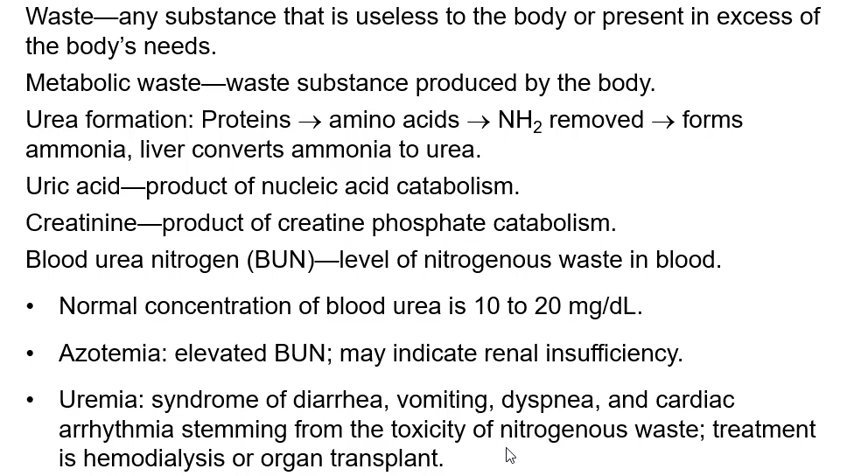 Waste—any substance that is useless to the body or present in excess of
the body’s needs.
Metabolic waste—waste substance produced by the body.
Urea formation: Proteins → amino acids → NH₂ removed → forms
ammonia, liver converts ammonia to urea.
Uric acid—product of nucleic acid catabolism.
Creatinine—product of creatine phosphate catabolism.
Blood urea nitrogen (BUN)—level of nitrogenous waste in blood.
• Normal concentration of blood urea is 10 to 20 mg/dL.
• Azotemia: elevated BUN; may indicate renal insufficiency.
• Uremia: syndrome of diarrhea, vomiting, dyspnea, and cardiac
arrhythmia stemming from the toxicity of nitrogenous waste; treatment
is hemodialysis or organ transplant.